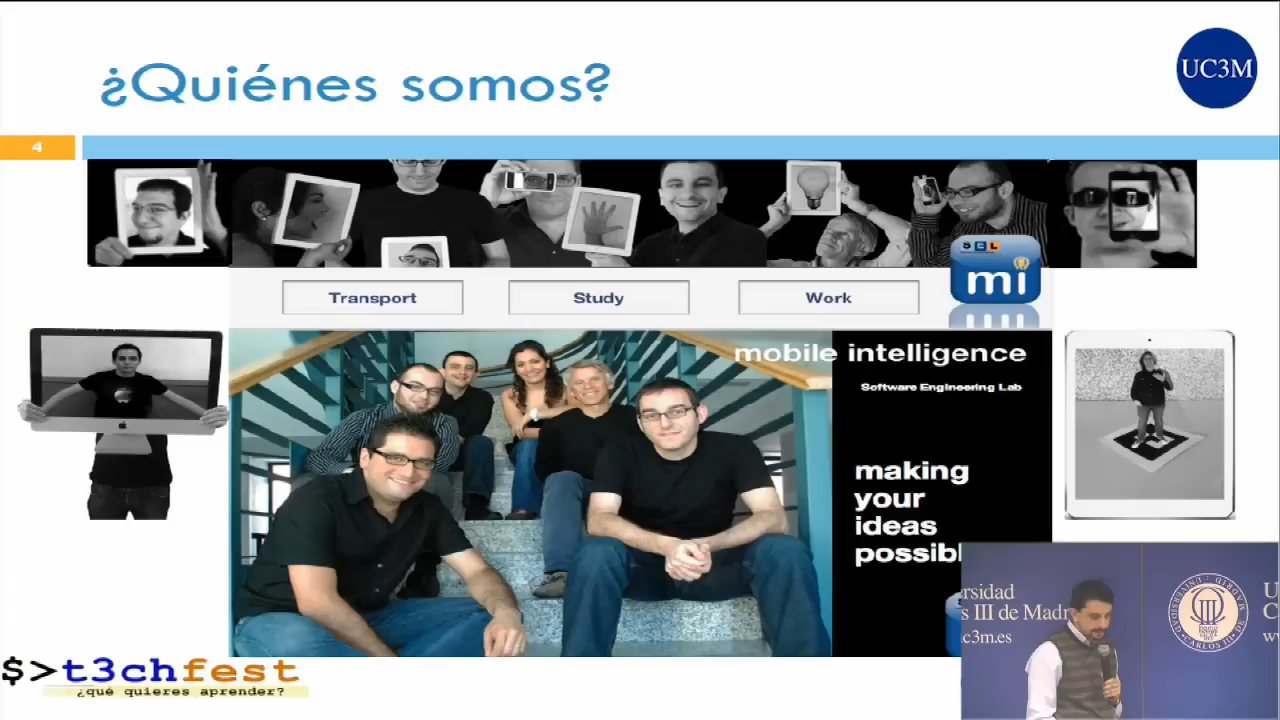 ¿Quiénes somos?
UC3M
4
Transport
Study
Work
SEL
mi
mobile intelligence
Software Engineering Lab
making
your
ideas
possibl
rsidad
s III de Madr
c3m.es
U
C
w
$>t3chfest
¿qué quieres aprender?